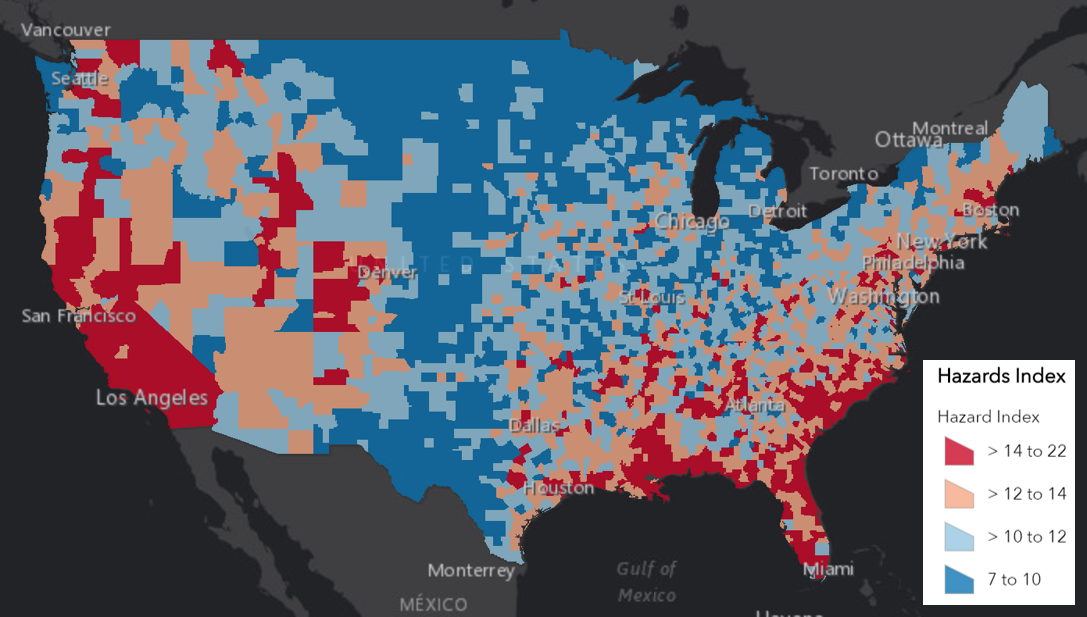 Vancouver
Seattle
Ottawa
Montreal
Toronto
Boston
Detroit
Chicago
New York
Philadelphia
Denver
UNITED STATES
St Louis
Washington
San Francisco
Los Angeles
Atlanta
Dallas
Houston
Monterrey
MÉXICO
Gulf of
Mexico
Miami
Hazards Index
Hazard Index
> 14 to 22
> 12 to 14
> 10 to 12
7 to 10